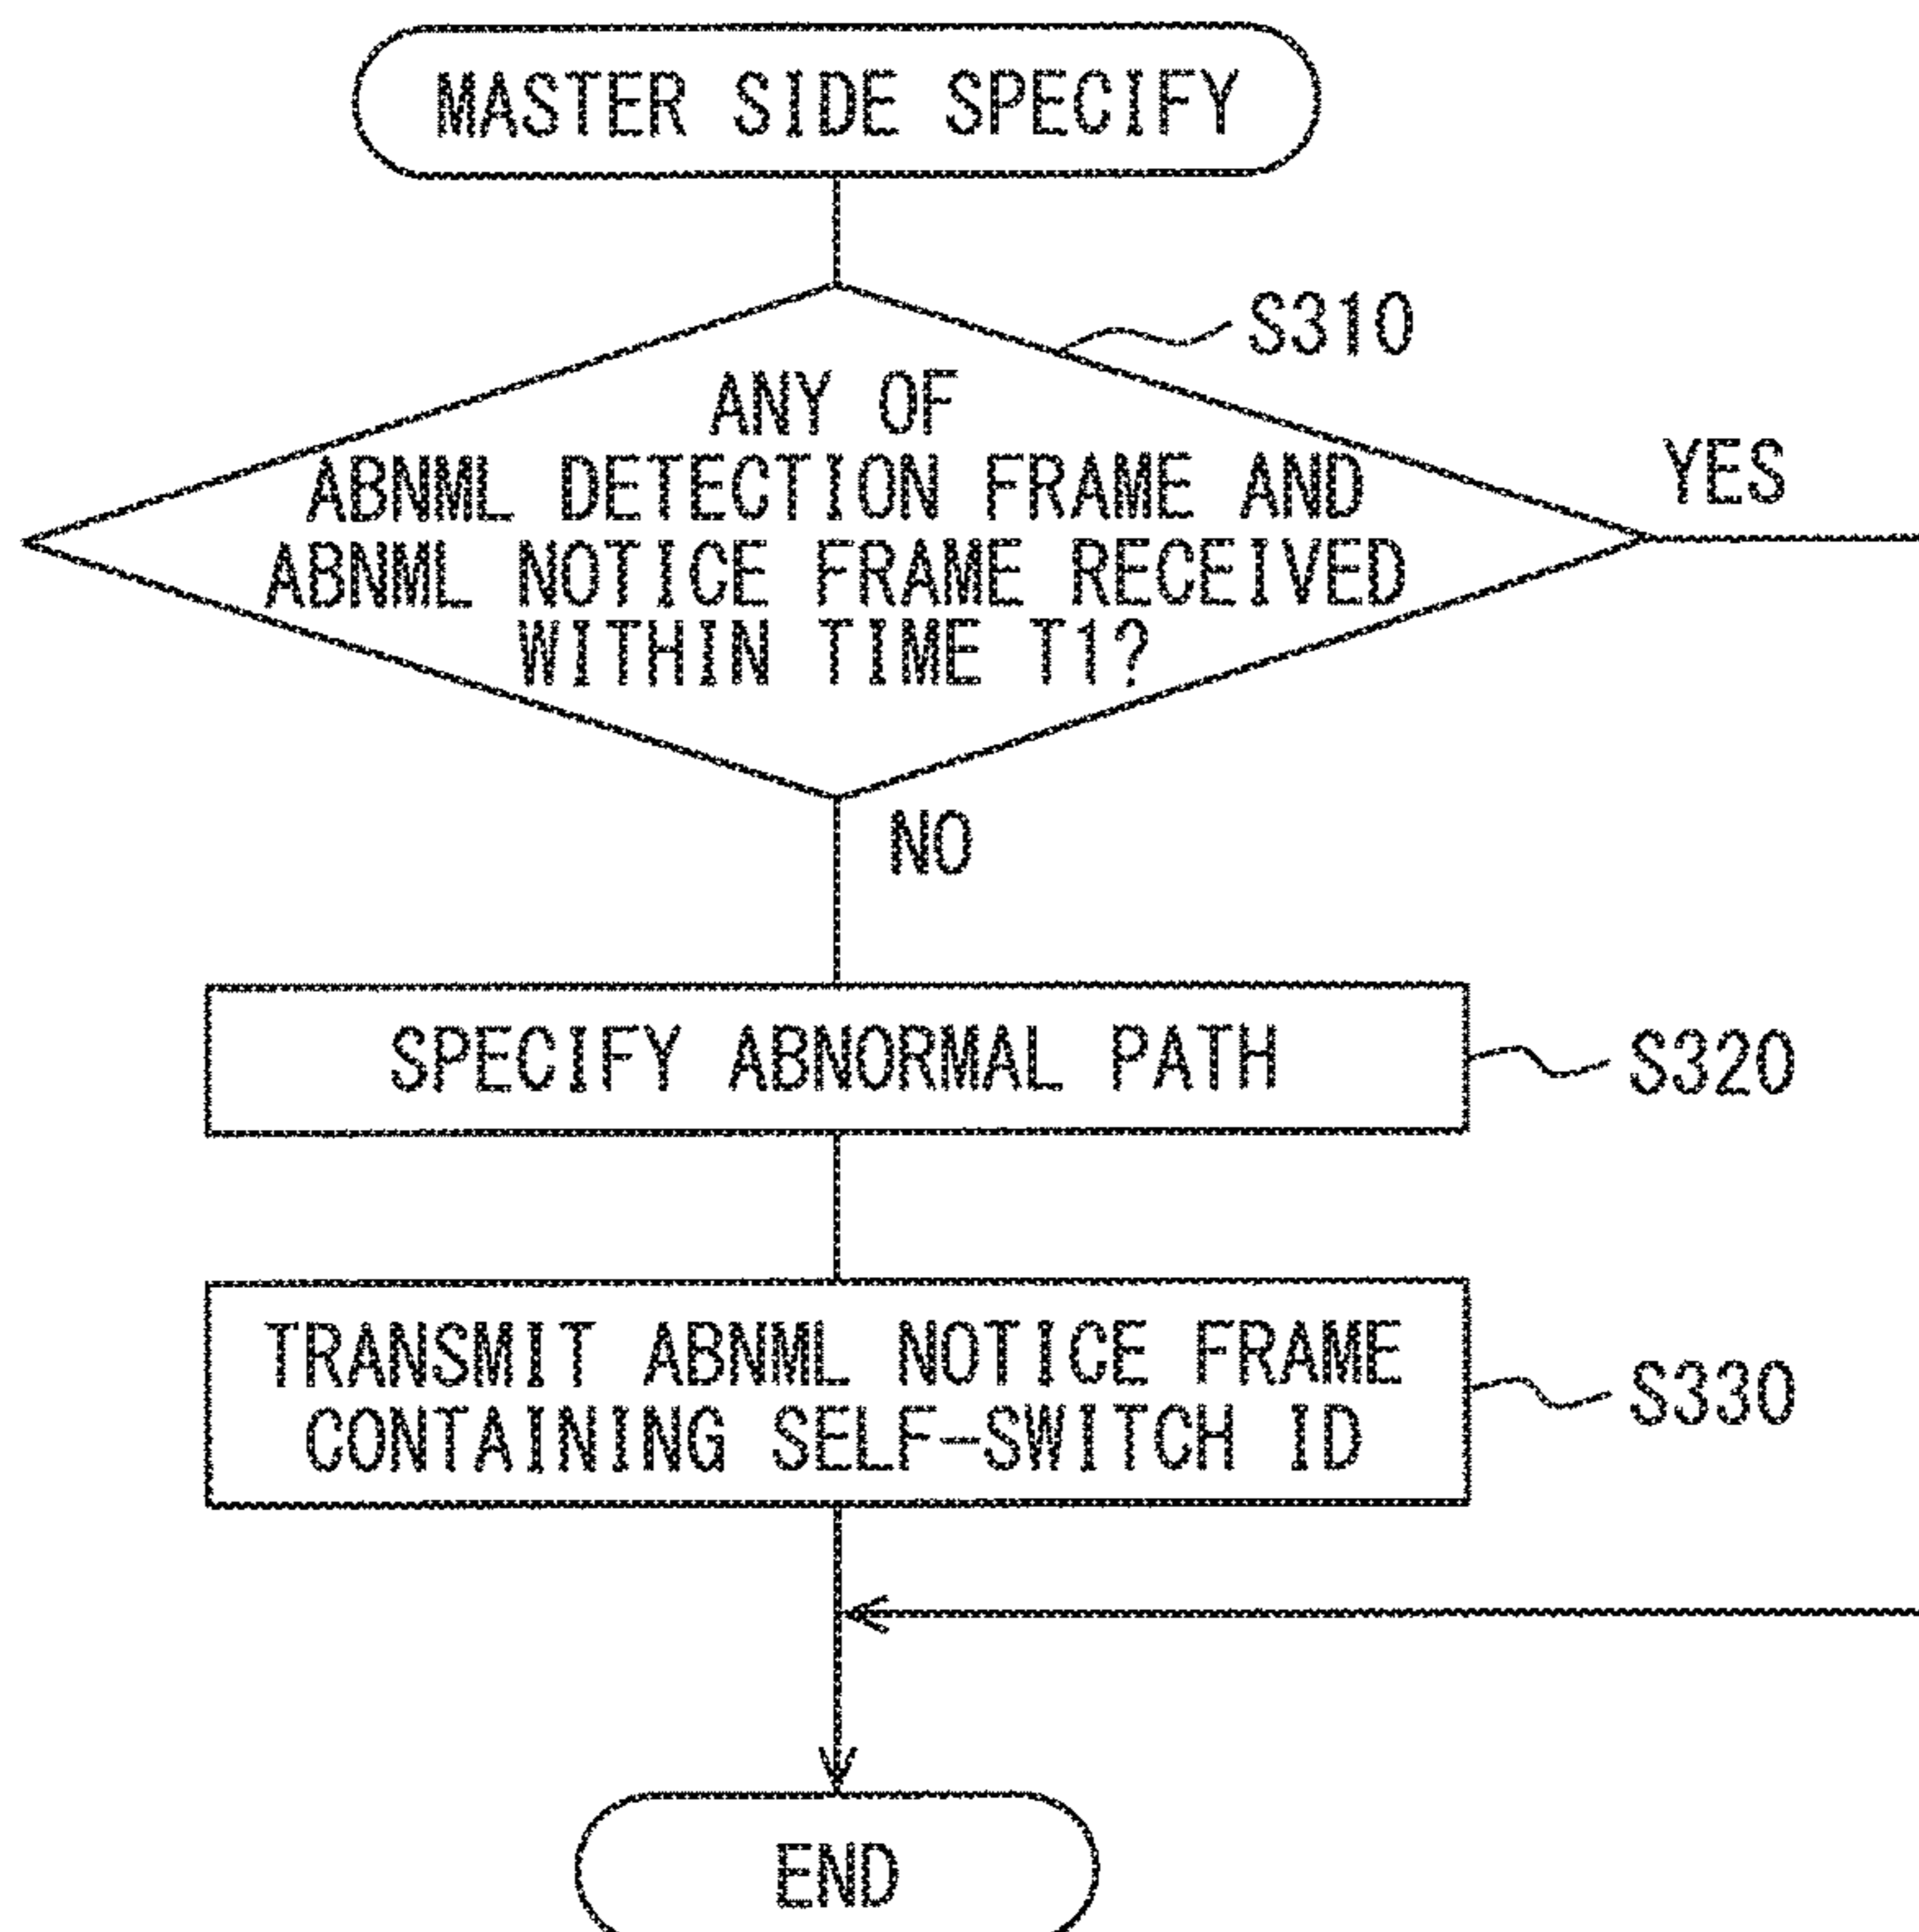 MASTER SIDE SPECIFY
S310
ANY OF
ABNML DETECTION FRAME AND
ABNML NOTICE FRAME RECEIVED
WITHIN TIME T1?
YES
NO
SPECIFY ABNORMAL PATH
S320
TRANSMIT ABNML NOTICE FRAME
CONTAINING SELF-SWITCH ID
S330
END